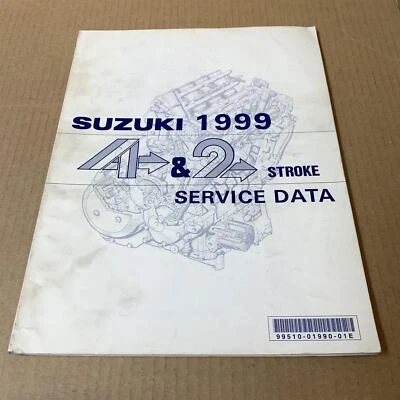 SUZUKI 1999
4 & 2 STROKE
SERVICE DATA
99510-01990-01E